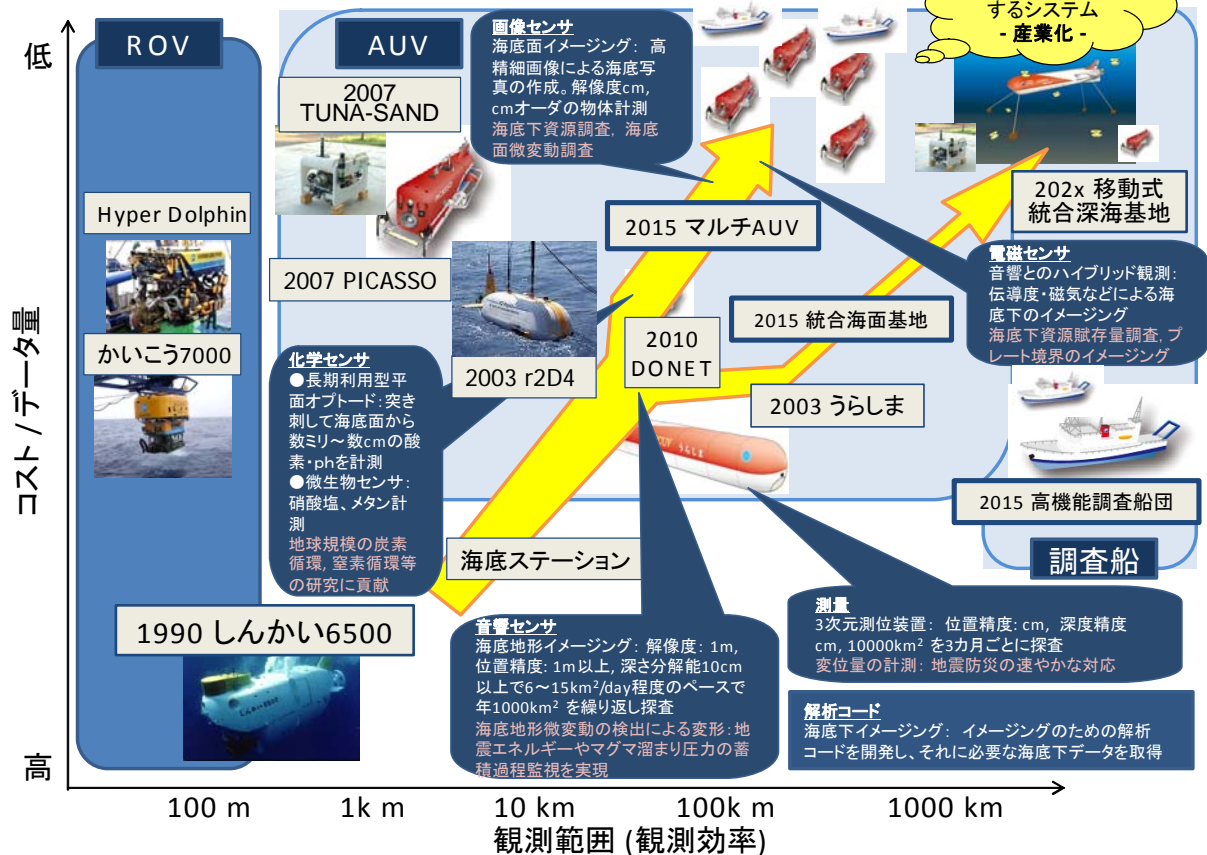 するシステム
- 産業化 -
低
ROV
AUV
画像センサ
海底面イメージング: 高
精細画像による海底写
真の作成。解像度cm,
cmオーダの物体計測
海底下資源調査, 海底
面微変動調査
2007
TUNA-SAND
Hyper Dolphin
2015 マルチAUV
202x 移動式
統合深海基地
2007 PICASSO
電磁センサ
音響とのハイブリッド観測:
伝導度・磁気などによる海
底下のイメージング
海底下資源賦存量調査, プ
レート境界のイメージング
かいこう7000
2015 統合海面基地
2010
DONET
化学センサ
●長期利用型平
面オプトード:突き
刺して海底面から
数ミリ～数cmの酸
素・phを計測
●微生物センサ:
硝酸塩、メタン計
測
地球規模の炭素
循環, 窒素循環等
の研究に貢献
2003 r2D4
2003 うらしま
うらしま
コスト / データ量
2015 高機能調査船団
調査船
海底ステーション
1990 しんかい6500
音響センサ
海底地形イメージング: 解像度: 1m,
位置精度: 1m以上, 深さ分解能10cm
以上で6～15km²/day程度のペースで
年1000km² を繰り返し探査
海底地形微変動の検出による変形:地
震エネルギーやマグマ溜まり圧力の蓄
積過程監視を実現
測量
3次元測位装置: 位置精度: cm, 深度精度
cm, 10000km² を3カ月ごとに探査
変位量の計測: 地震防災の速やかな対応
解析コード
海底下イメージング: イメージングのための解析
コードを開発し、それに必要な海底下データを取得
高
100 m
1k m
10 km
100k m
1000 km
観測範囲 (観測効率)